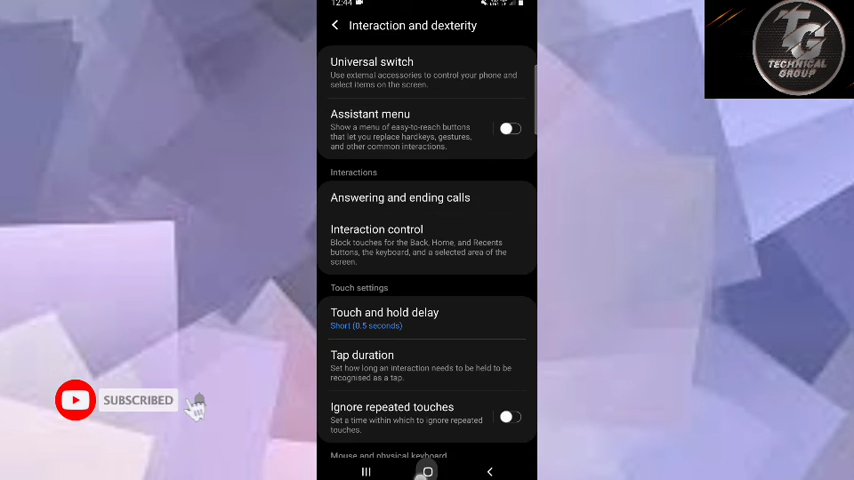 12:44
Interaction and dexterity
Universal switch
Use external accessories to control your phone and
select items on the screen.
Assistant menu
Show a menu of easy-to-reach buttons
that let you replace hardkeys, gestures,
and other common interactions.
Interactions
Answering and ending calls
Interaction control
Block touches for the Back, Home, and Recents
buttons, the keyboard, and a selected area of the
screen.
Touch settings
Touch and hold delay
Short (0.5 seconds)
Tap duration
Set how long an interaction needs to be held to be
recognised as a tap.
Ignore repeated touches
Set a time within which to ignore repeated
touches.
Mouse and physical keyboard
SUBSCRIBED
TG
TECHNICAL
GROUP